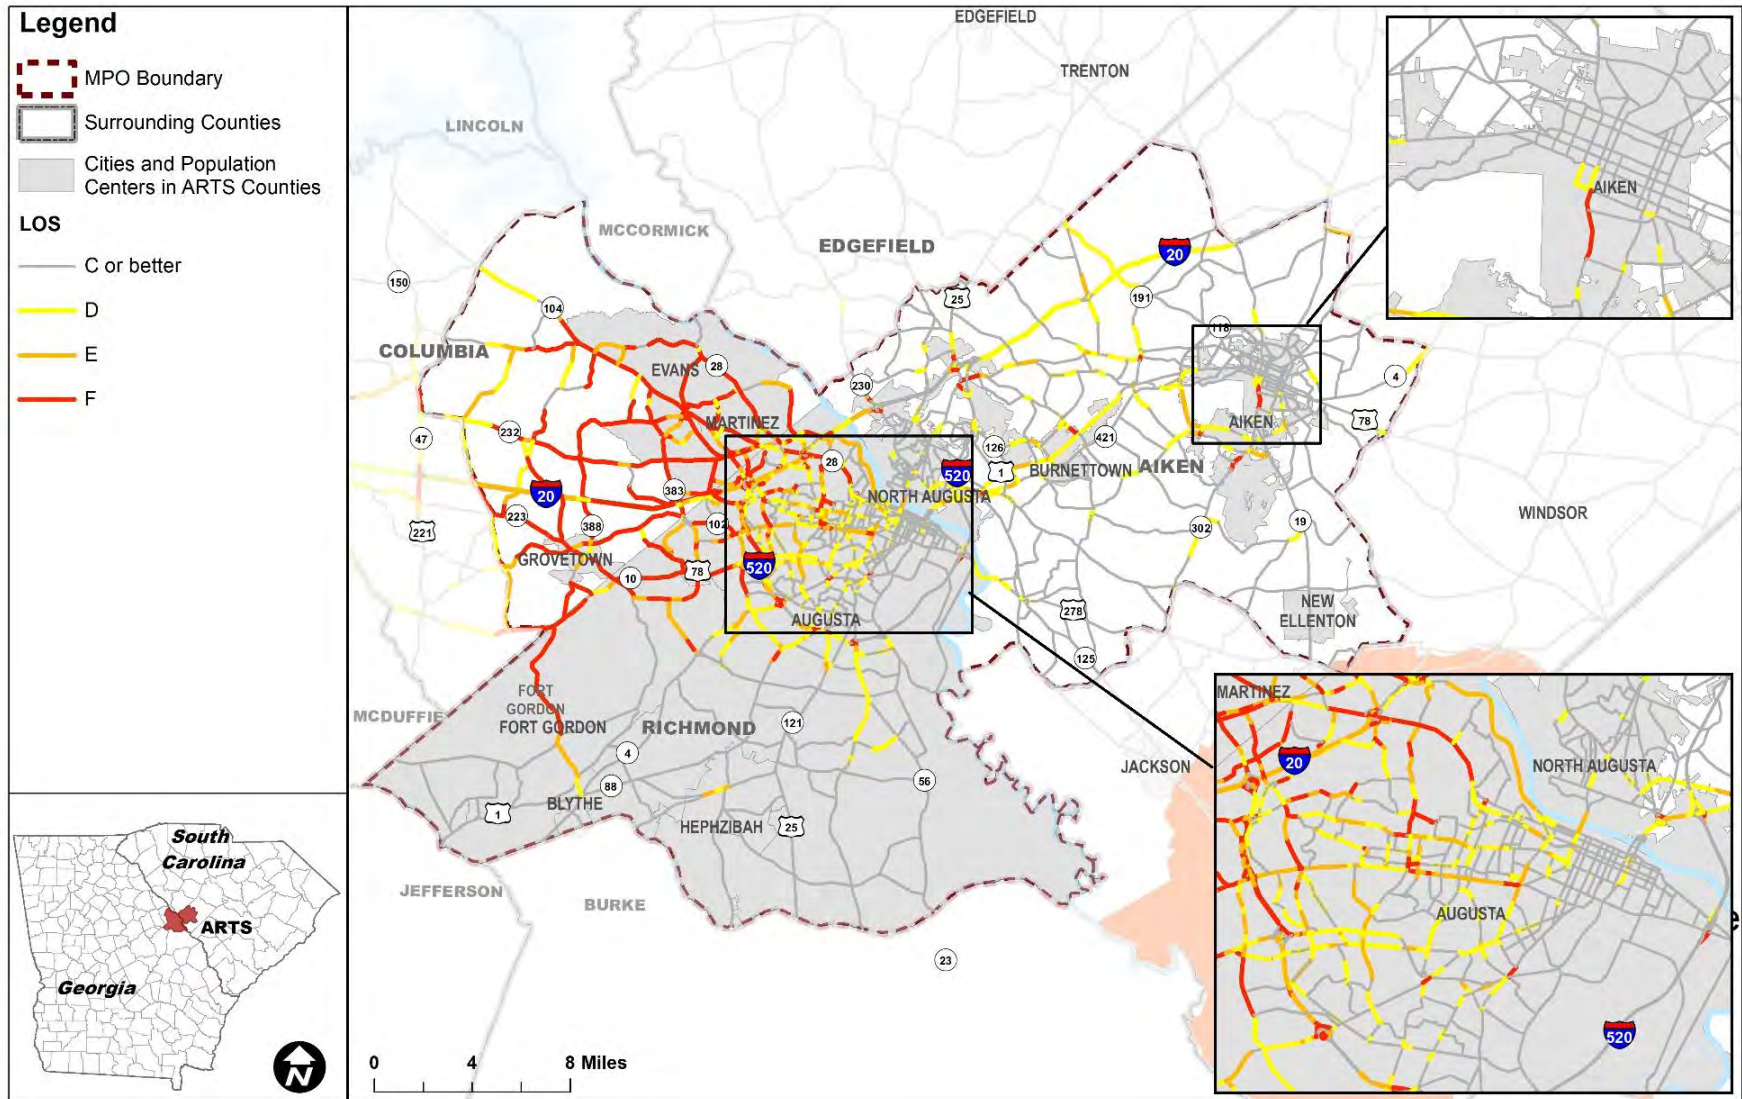 Legend
MPO Boundary
Surrounding Counties
Cities and Population
Centers in ARTS Counties
LOS
C or better
D
E
F
South
Carolina
ARTS
Georgia
N
EDGEFIELD
TRENTON
LINCOLN
MCCORMICK
EDGEFIELD
20
25
191
150
104
118
COLUMBIA
EVANS
28
230
4
AIKEN
78
MARTINEZ
47
232
126
421
28
520
1
BURNETTOWN
AIKEN
NORTH AUGUSTA
383
20
223
388
102
221
302
19
WINDSOR
GROVETOWN
10
78
520
AUGUSTA
278
NEW
ELLENTON
125
FORT
GORDON
FORT GORDON
MCDUFFIE
RICHMOND
121
4
56
JACKSON
88
BLYTHE
1
HEPHZIBAH
25
JEFFERSON
BURKE
23
0
4
8 Miles
AIKEN
MARTINEZ
20
NORTH AUGUSTA
AUGUSTA
520
e